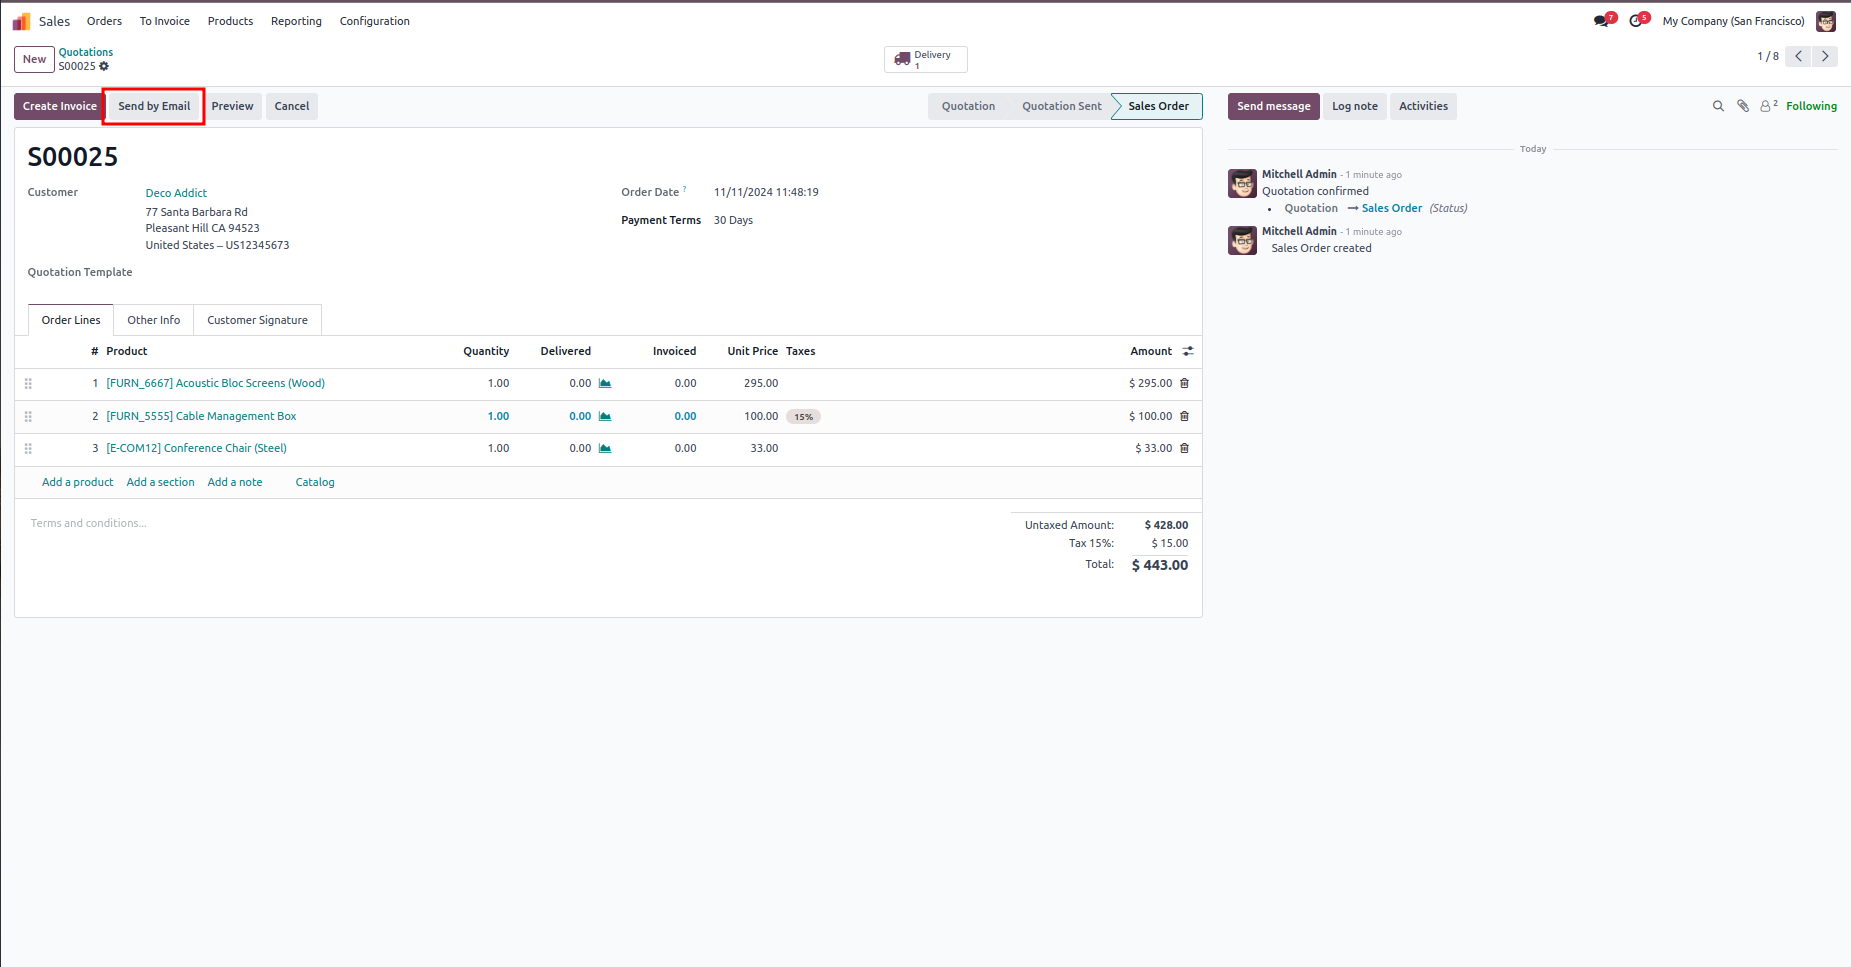 Sales Orders To Invoice Products Reporting Configuration 7 5 My Company (San Francisco)
New Quotations
S00025
Delivery
1
1 / 8
Create Invoice Send by Email Preview Cancel Quotation Quotation Sent Sales Order Send message Log note Activities 2 Following
S00025
Customer Deco Addict
77 Santa Barbara Rd
Pleasant Hill CA 94523
United States – US12345673
Order Date ? 11/11/2024 11:48:19
Payment Terms 30 Days
Quotation Template
Order Lines Other Info Customer Signature
# Product Quantity Delivered Invoiced Unit Price Taxes Amount
1 [FURN_6667] Acoustic Bloc Screens (Wood) 1.00 0.00 0.00 295.00 $ 295.00
2 [FURN_5555] Cable Management Box 1.00 0.00 0.00 100.00 15% $ 100.00
3 [E-COM12] Conference Chair (Steel) 1.00 0.00 0.00 33.00 $ 33.00
Add a product Add a section Add a note Catalog
Terms and conditions...
Untaxed Amount: $ 428.00
Tax 15%: $ 15.00
Total: $ 443.00
Today
Mitchell Admin - 1 minute ago
Quotation confirmed
• Quotation → Sales Order (Status)
Mitchell Admin - 1 minute ago
Sales Order created